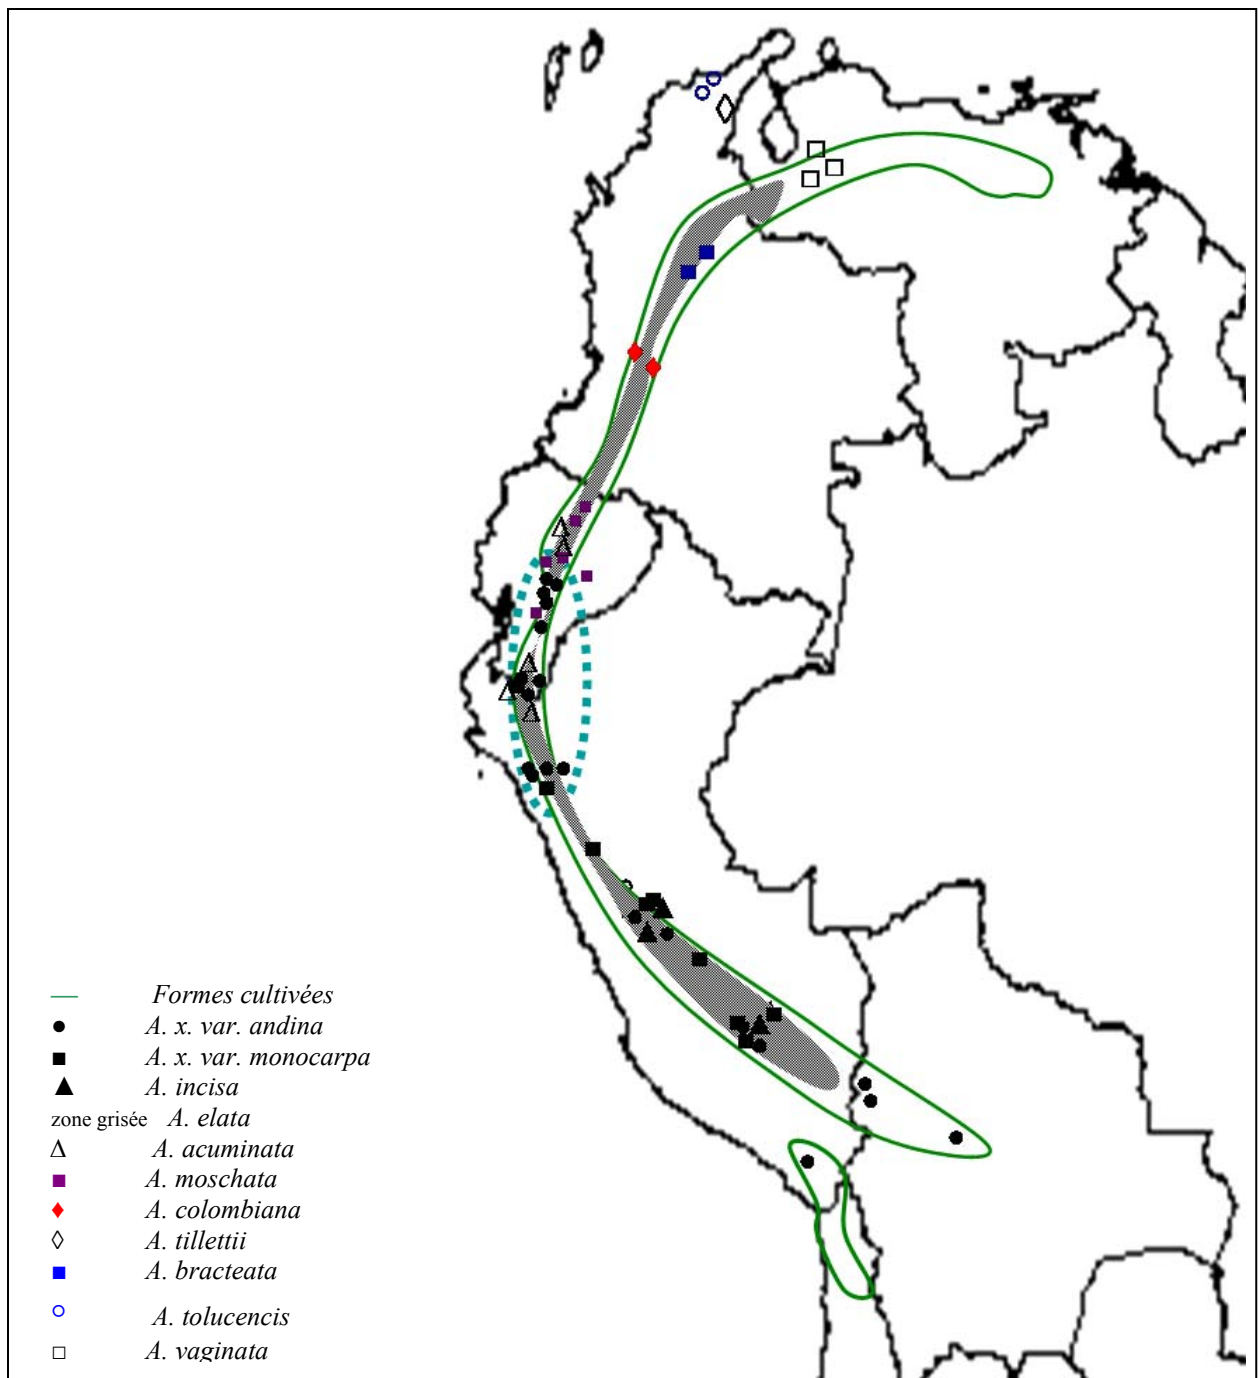 Formes cultivées
A. x. var. andina
A. x. var. monocarpa
A. incisa
zone grisée A. elata
A. acuminata
A. moschata
A. colombiana
A. tillettii
A. bracteata
A. tolucencis
A. vaginata